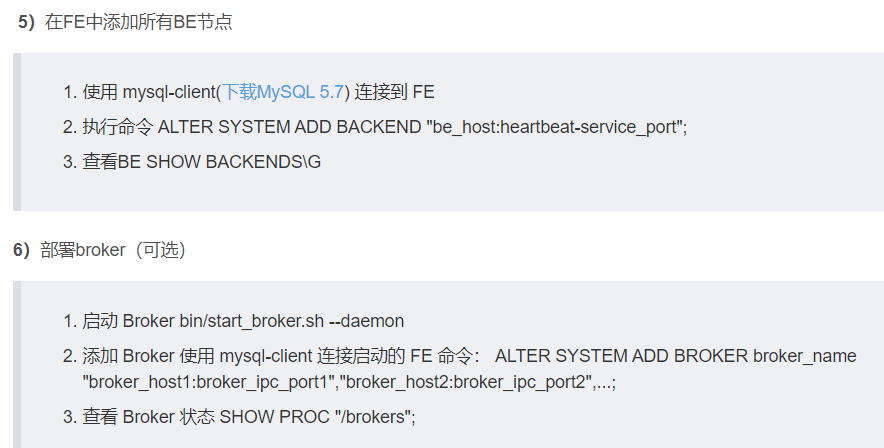 5）在FE中添加所有BE节点
1. 使用 mysql-client(下载MySQL 5.7) 连接到 FE
2. 执行命令 ALTER SYSTEM ADD BACKEND "be_host:heartbeat-service_port";
3. 查看BE SHOW BACKENDS\G
6）部署broker（可选）
1. 启动 Broker bin/start_broker.sh --daemon
2. 添加 Broker 使用 mysql-client 连接启动的 FE 命令： ALTER SYSTEM ADD BROKER broker_name
"broker_host1:broker_ipc_port1","broker_host2:broker_ipc_port2",...;
3. 查看 Broker 状态 SHOW PROC "/brokers";